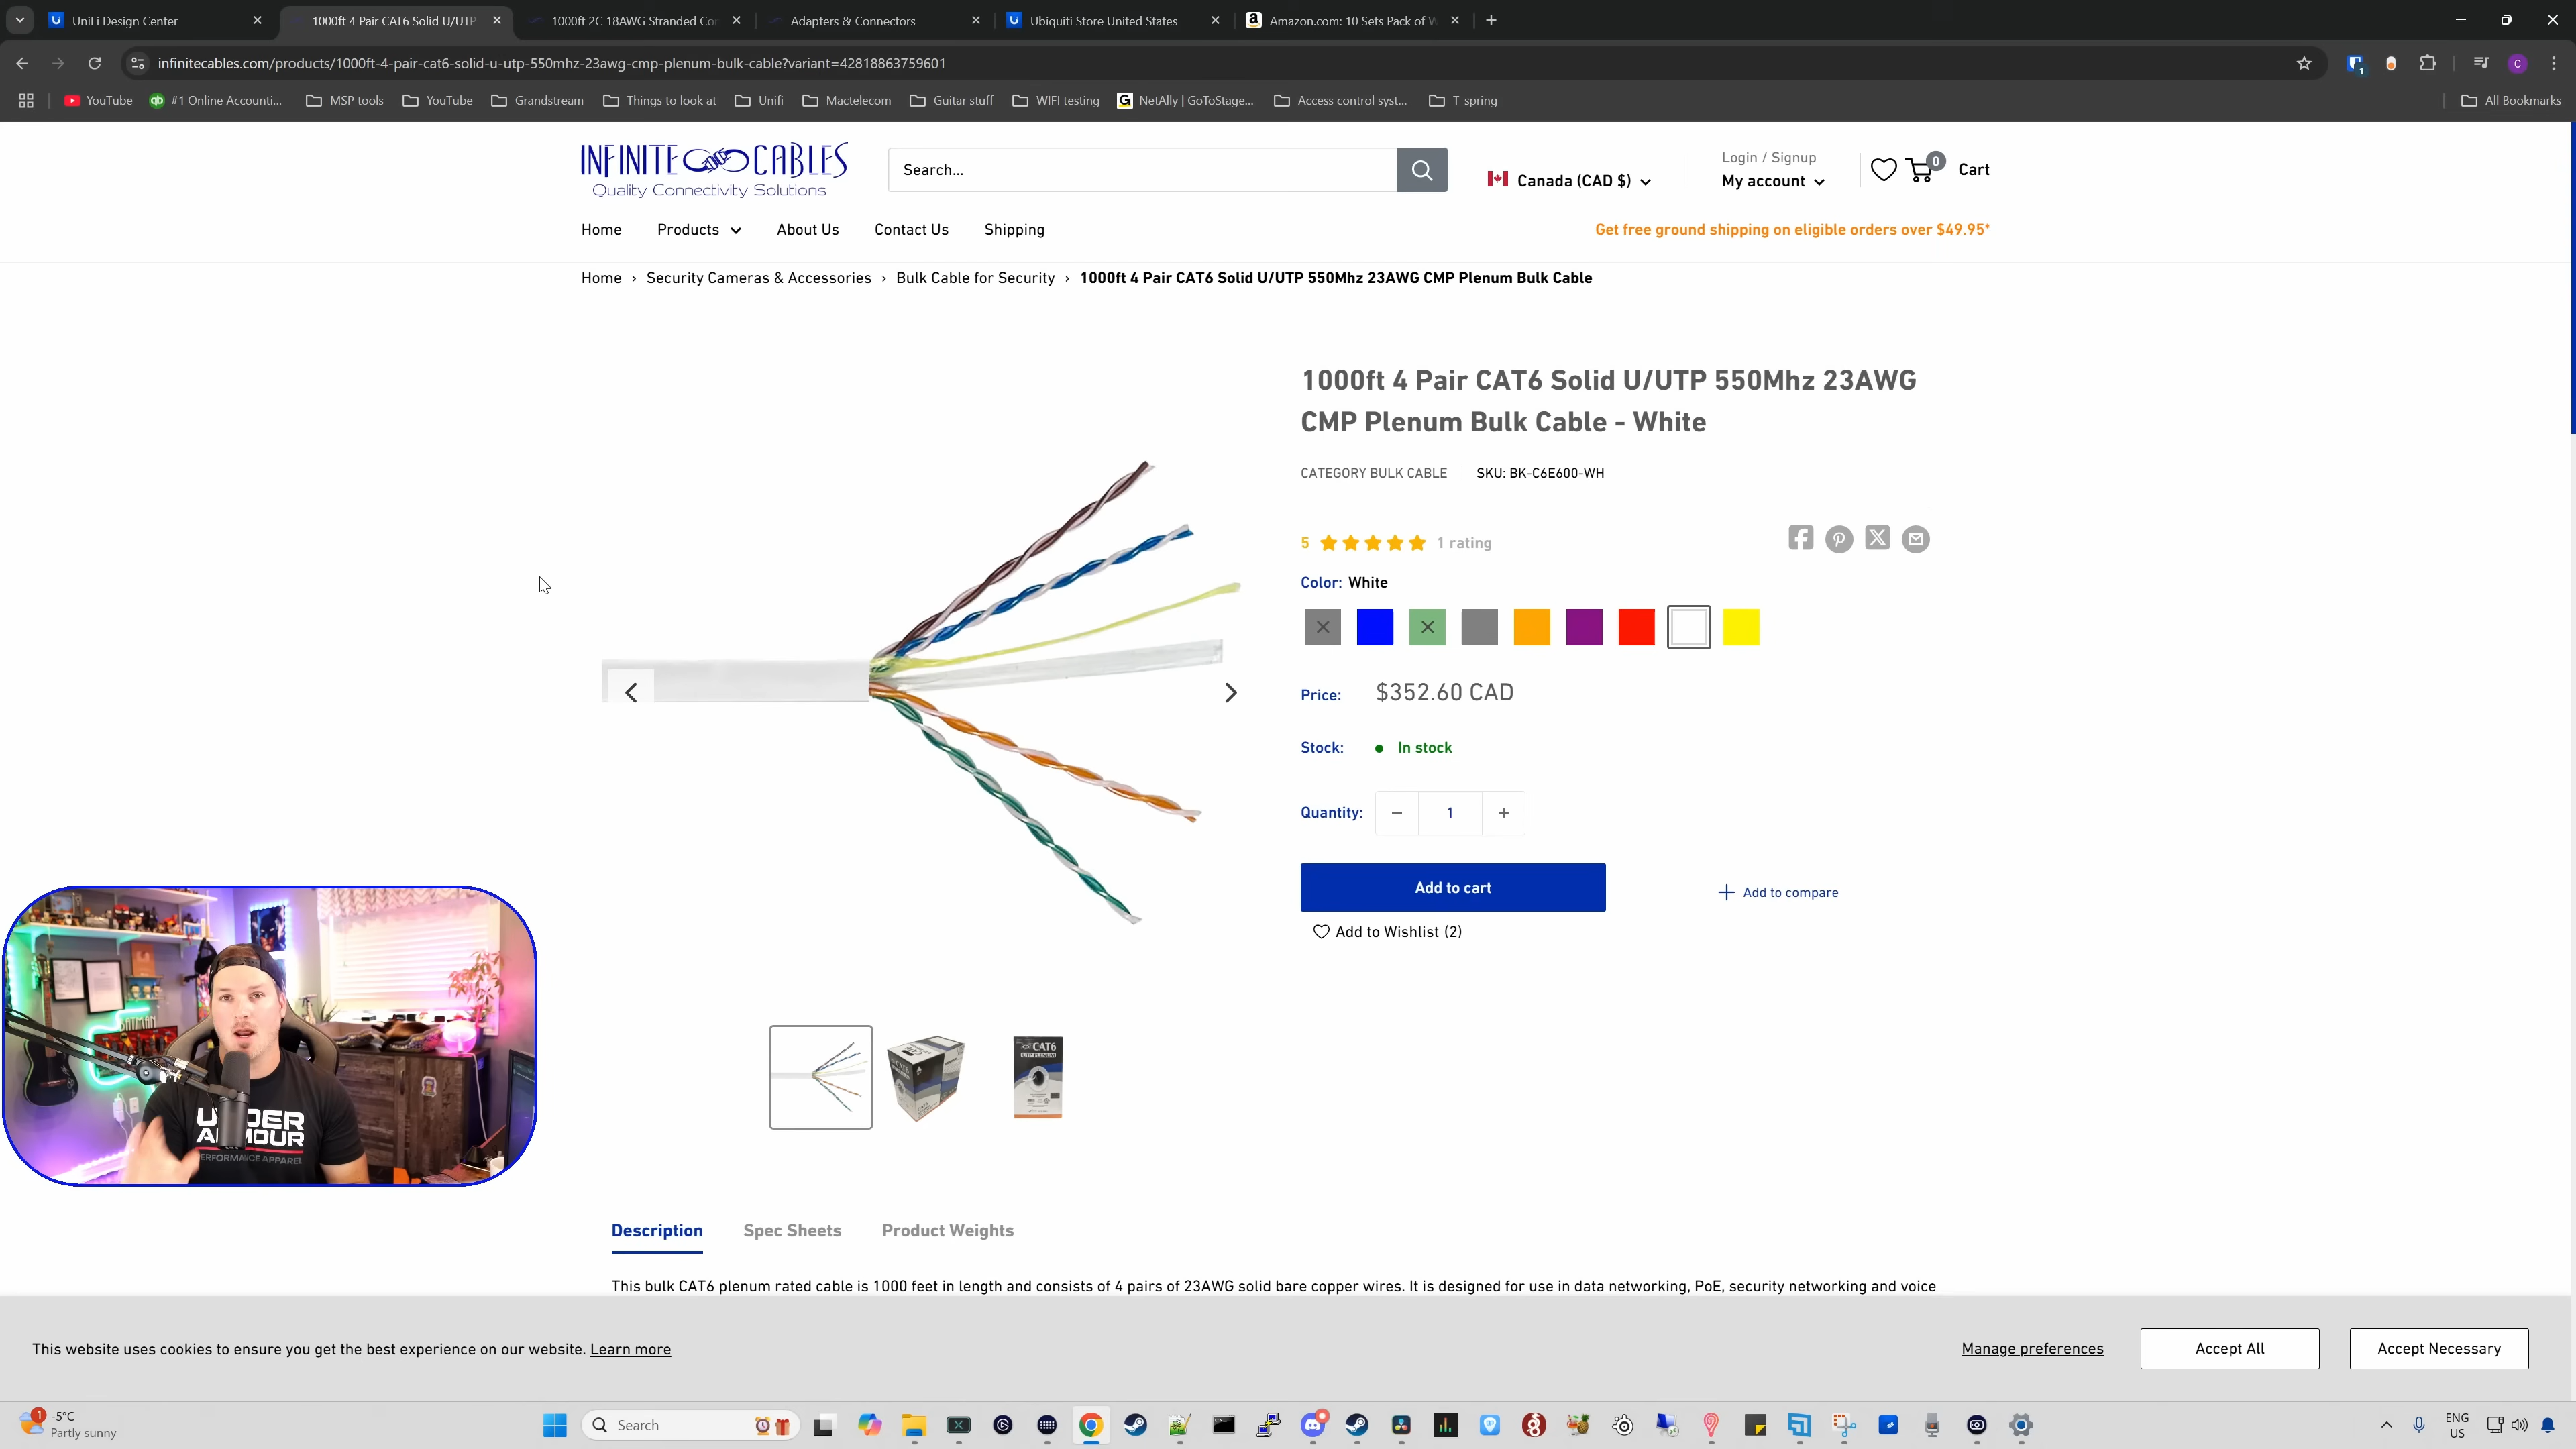 UniFi Design Center
1000ft 4 Pair CAT6 Solid U/UTP
1000ft 2C 18AWG Stranded Cor
Adapters & Connectors
Ubiquiti Store United States
Amazon.com: 10 Sets Pack of W
infinitecables.com/products/1000ft-4-pair-cat6-solid-u-utp-550mhz-23awg-cmp-plenum-bulk-cable?variant=42818863759601
YouTube
#1 Online Accounti...
MSP tools
YouTube
Grandstream
Things to look at
Unifi
Mactelecom
Guitar stuff
WIFI testing
NetAlly | GoToStage...
Access control syst...
T-spring
All Bookmarks
INFINITE CABLES
Quality Connectivity Solutions
Search...
Canada (CAD $)
Login / Signup
My account
0
Cart
Home
Products
About Us
Contact Us
Shipping
Get free ground shipping on eligible orders over $49.95*
Home › Security Cameras & Accessories › Bulk Cable for Security › 1000ft 4 Pair CAT6 Solid U/UTP 550Mhz 23AWG CMP Plenum Bulk Cable
1000ft 4 Pair CAT6 Solid U/UTP 550Mhz 23AWG
CMP Plenum Bulk Cable - White
CATEGORY BULK CABLE
SKU: BK-C6E600-WH
5
1 rating
Color: White
Price: $352.60 CAD
Stock: In stock
Quantity: − 1 +
Add to cart
Add to compare
Add to Wishlist (2)
BATMAN
UNDER
ARMOUR
PERFORMANCE APPAREL
CAT6
UTP PLENUM
Description
Spec Sheets
Product Weights
This bulk CAT6 plenum rated cable is 1000 feet in length and consists of 4 pairs of 23AWG solid bare copper wires. It is designed for use in data networking, PoE, security networking and voice
This website uses cookies to ensure you get the best experience on our website. Learn more
Manage preferences
Accept All
Accept Necessary
1
-5°C
Partly sunny
Search
ENG
US